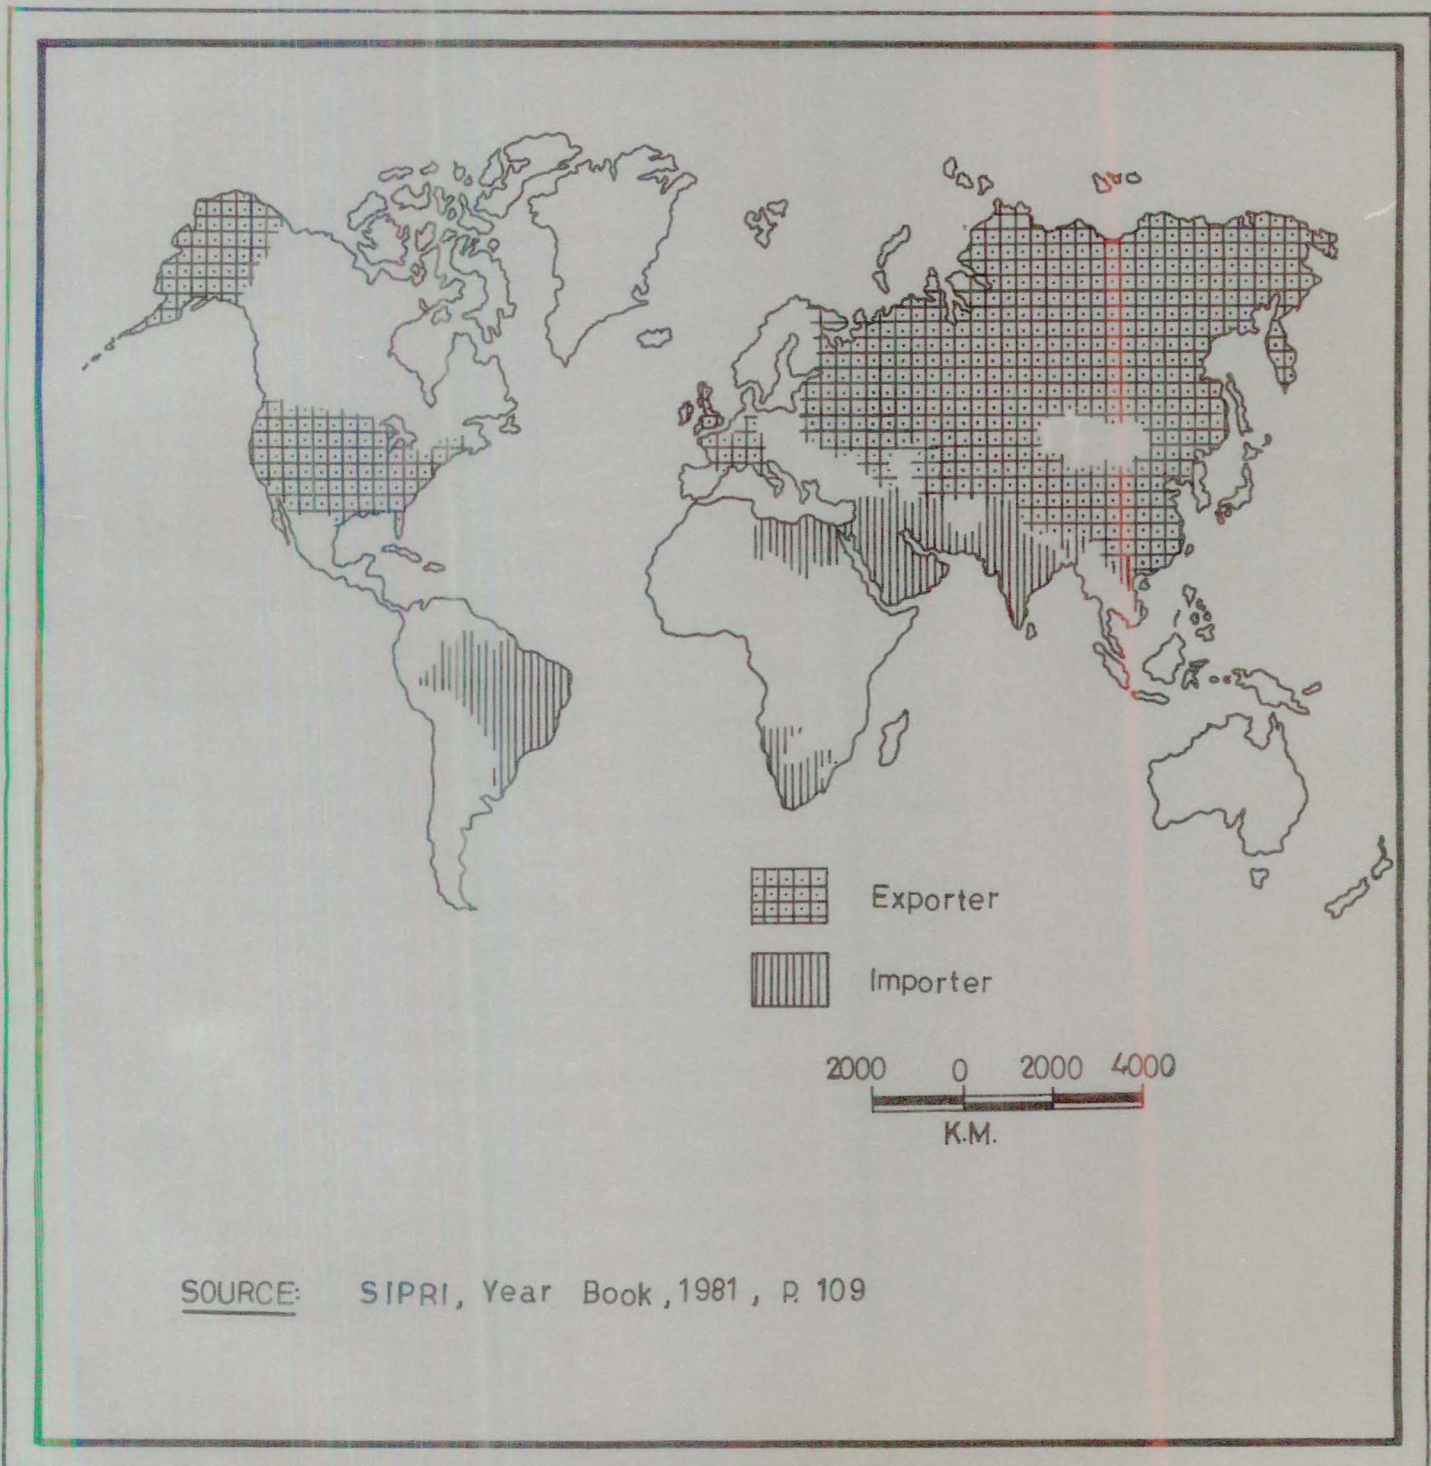 Exporter
Importer
2000 0 2000 4000
K.M.
SOURCE: SIPRI, Year Book, 1981, P. 109